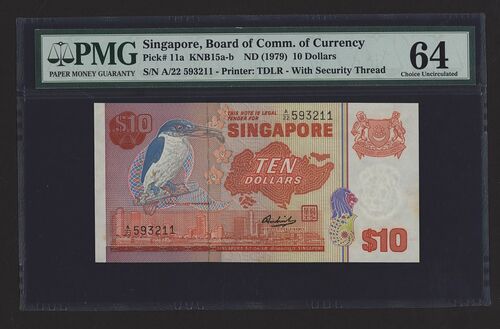 PMG
PAPER MONEY GUARANTY
Singapore, Board of Comm. of Currency
Pick# 11a KNB15a-b ND (1979) 10 Dollars
S/N A/22 593211 - Printer: TDLR - With Security Thread
64
Choice Uncirculated
$10
THIS NOTE IS LEGAL
TENDER FOR
A/22 593211
SINGAPORE
TEN
DOLLARS
A/22 593211
$10